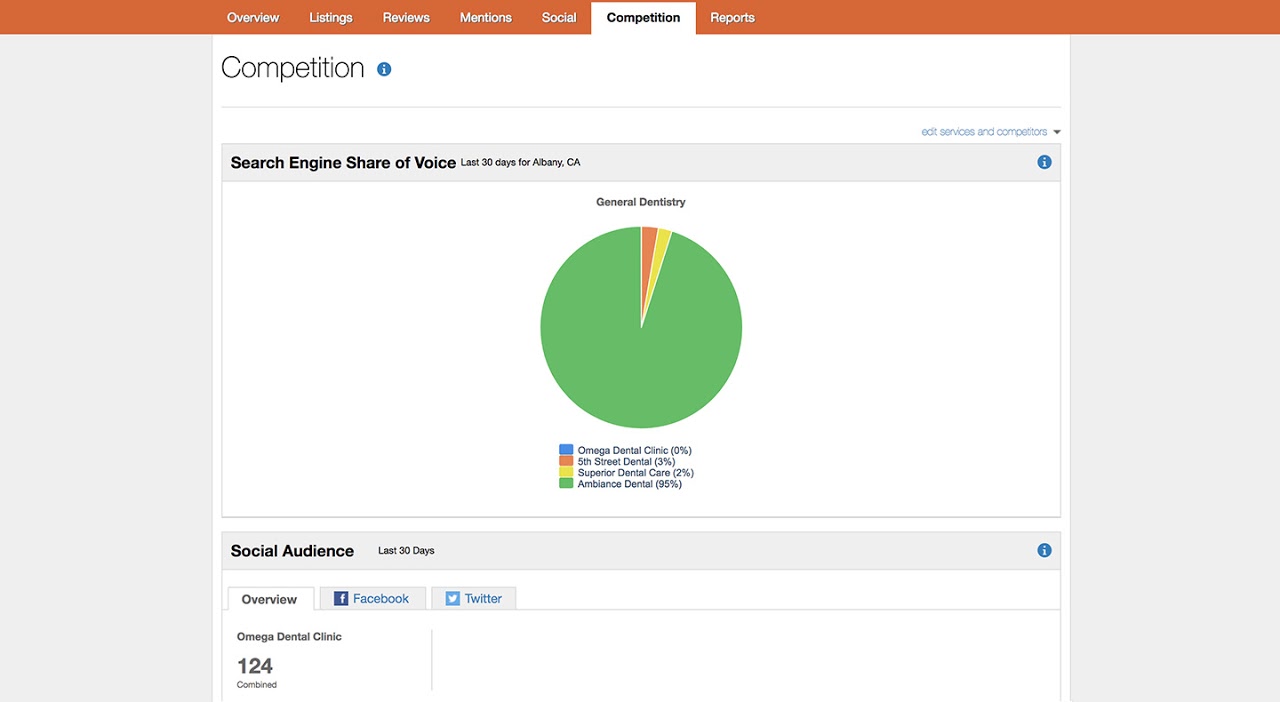 Overview Listings Reviews Mentions Social Competition Reports
Competition
edit services and competitors
Search Engine Share of Voice Last 30 days for Albany, CA
General Dentistry
Omega Dental Clinic (0%)
5th Street Dental (3%)
Superior Dental Care (2%)
Ambiance Dental (95%)
Social Audience Last 30 Days
Overview Facebook Twitter
Omega Dental Clinic
124
Combined